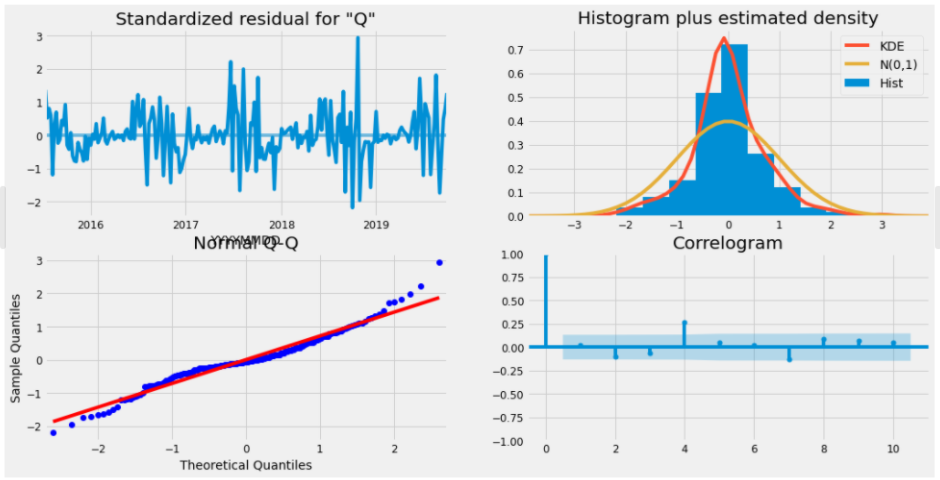 Standardized residual for "Q"
3
2
1
0
−1
−2
2016 2017 2018 2019
YYYYMMDD
Histogram plus estimated density
KDE
N(0,1)
Hist
0.7
0.6
0.5
0.4
0.3
0.2
0.1
0.0
−3 −2 −1 0 1 2 3
Normal Q-Q
Sample Quantiles
3
2
1
0
−1
−2
−2 −1 0 1 2
Theoretical Quantiles
Correlogram
1.00
0.75
0.50
0.25
0.00
−0.25
−0.50
−0.75
−1.00
0 2 4 6 8 10